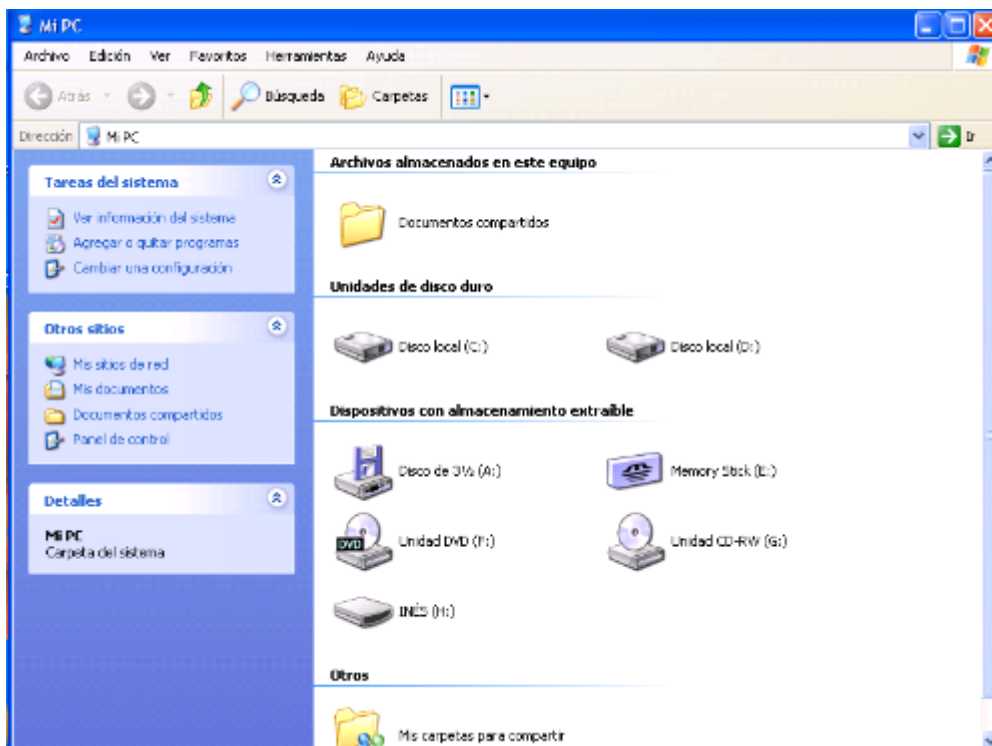 Mi PC
Archivo Edición Ver Favoritos Herramientas Ayuda
Atrás Búsqueda Carpetas
Dirección Mi PC Ir
Tareas del sistema
Ver información del sistema
Agregar o quitar programas
Cambiar una configuración
Otros sitios
Mis sitios de red
Mis documentos
Documentos compartidos
Panel de control
Detalles
Mi PC
Carpeta del sistema
Archivos almacenados en este equipo
Documentos compartidos
Unidades de disco duro
Disco local (C:) Disco local (D:)
Dispositivos con almacenamiento extraíble
Disco de 3½ (A:) Memory Stick (E:)
DVD Unidad DVD (F:) Unidad CD-RW (G:)
INÉS (H:)
Otros
Mis carpetas para compartir